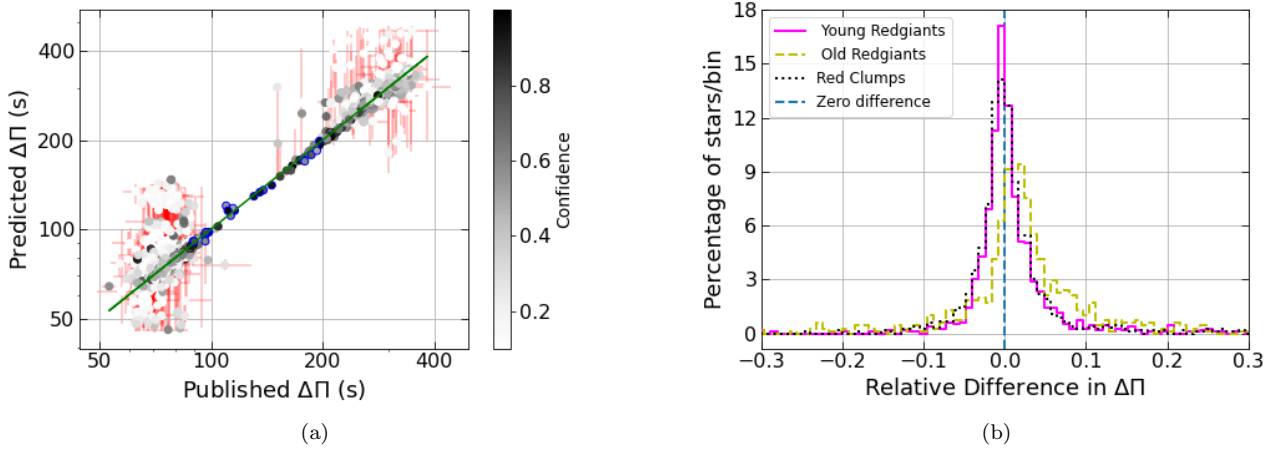 400
200
100
50
50
100
200
400
Predicted ΔΠ (s)
Published ΔΠ (s)
0.8
0.6
0.4
0.2
Confidence
(a)
18
15
12
9
6
3
0
−0.3
−0.2
−0.1
0.0
0.1
0.2
0.3
Percentage of stars/bin
Relative Difference in ΔΠ
Young Redgiants
Old Redgiants
Red Clumps
Zero difference
(b)